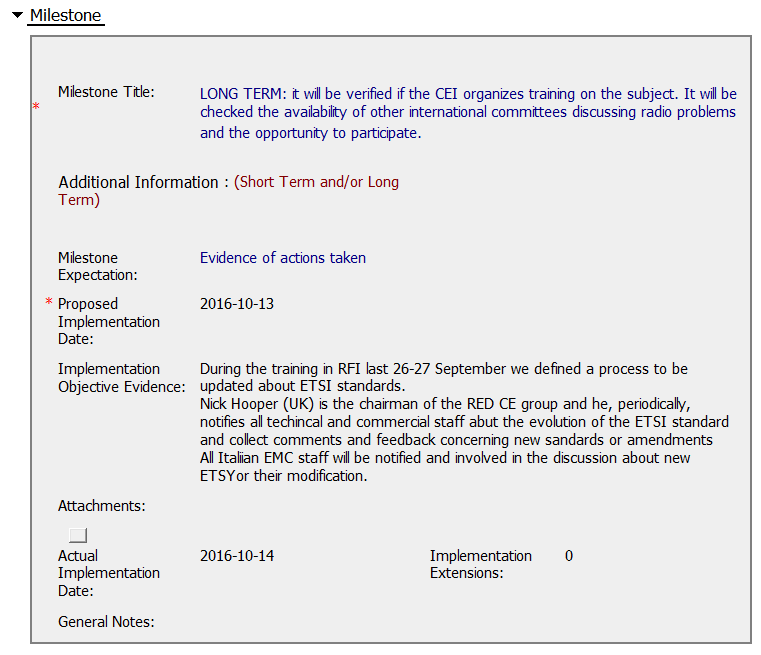 Milestone
Milestone Title:
LONG TERM: it will be verified if the CEI organizes training on the subject. It will be
* checked the availability of other international committees discussing radio problems
and the opportunity to participate.
Additional Information : (Short Term and/or Long
Term)
Milestone
Expectation:
Evidence of actions taken
* Proposed
Implementation
Date:
2016-10-13
Implementation
Objective Evidence:
During the training in RFI last 26-27 September we defined a process to be
updated about ETSI standards.
Nick Hooper (UK) is the chairman of the RED CE group and he, periodically,
notifies all techincal and commercial staff abut the evolution of the ETSI standard
and collect comments and feedback concerning new sandards or amendments
All Italian EMC staff will be notified and involved in the discussion about new
ETSYor their modification.
Attachments:
Actual
Implementation
Date:
2016-10-14
Implementation
Extensions:
0
General Notes: